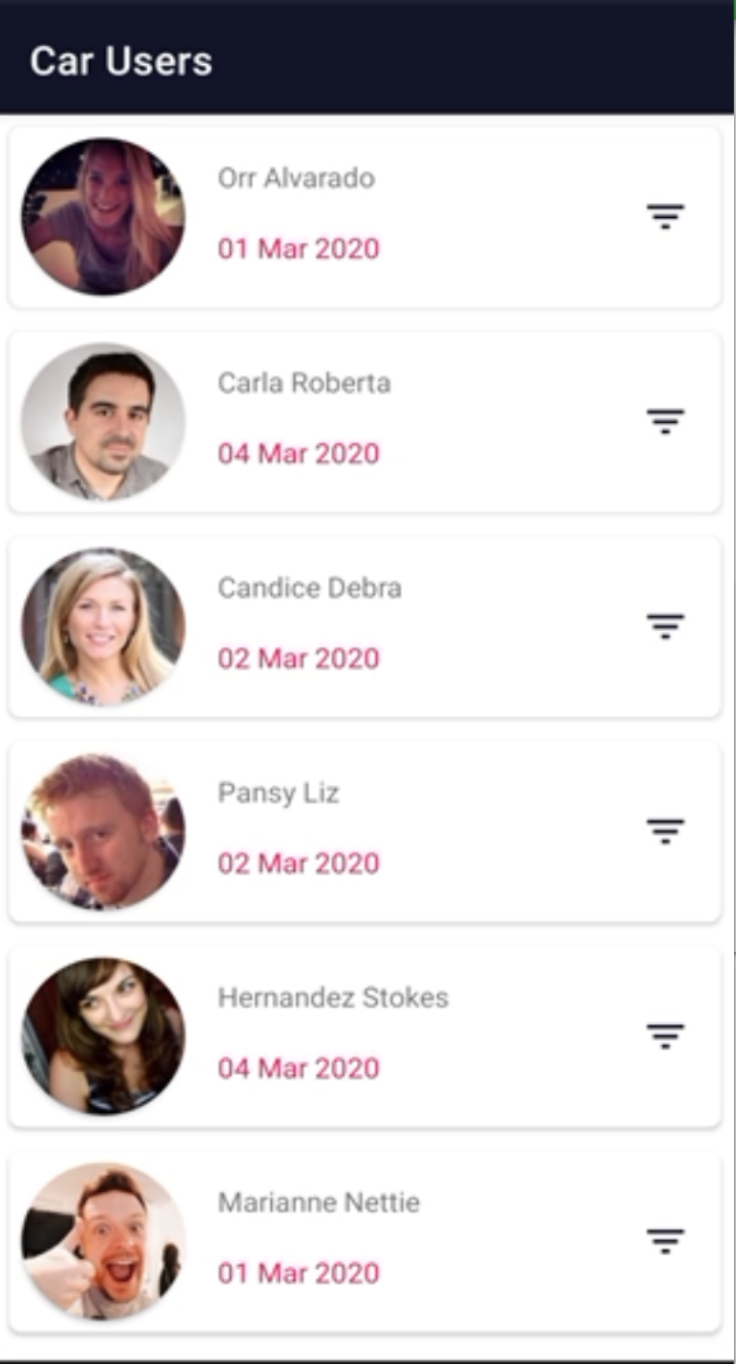 Car Users
Orr Alvarado
01 Mar 2020
Carla Roberta
04 Mar 2020
Candice Debra
02 Mar 2020
Pansy Liz
02 Mar 2020
Hernandez Stokes
04 Mar 2020
Marianne Nettie
01 Mar 2020